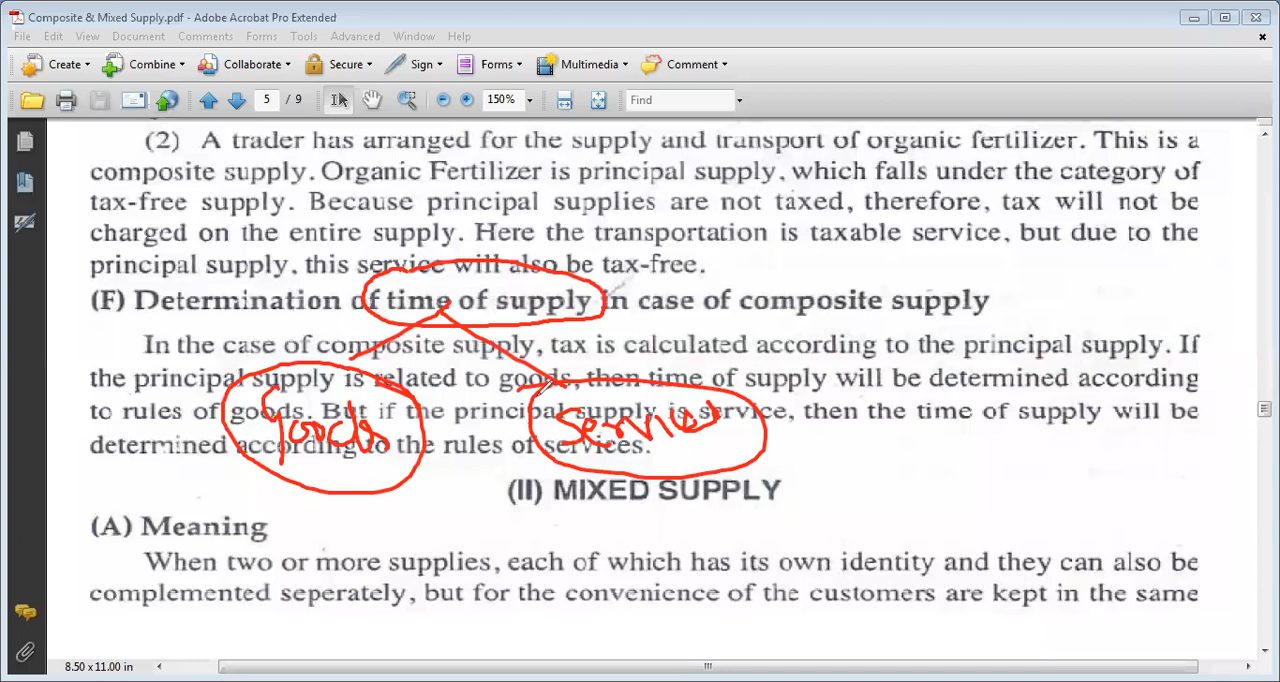 Composite & Mixed Supply.pdf - Adobe Acrobat Pro Extended
File Edit View Document Comments Forms Tools Advanced Window Help
Create Combine Collaborate Secure Sign Forms Multimedia Comment
5 / 9 150% Find
(2) A trader has arranged for the supply and transport of organic fertilizer. This is a
composite supply. Organic Fertilizer is principal supply, which falls under the category of
tax-free supply. Because principal supplies are not taxed, therefore, tax will not be
charged on the entire supply. Here the transportation is taxable service, but due to the
principal supply, this service will also be tax-free.
(F) Determination of time of supply in case of composite supply
In the case of composite supply, tax is calculated according to the principal supply. If
the principal supply is related to goods, then time of supply will be determined according
to rules of goods. But if the principal supply is service, then the time of supply will be
determined according to the rules of services.
Goods
Services
(II) MIXED SUPPLY
(A) Meaning
When two or more supplies, each of which has its own identity and they can also be
complemented seperately, but for the convenience of the customers are kept in the same
8.50 x 11.00 in